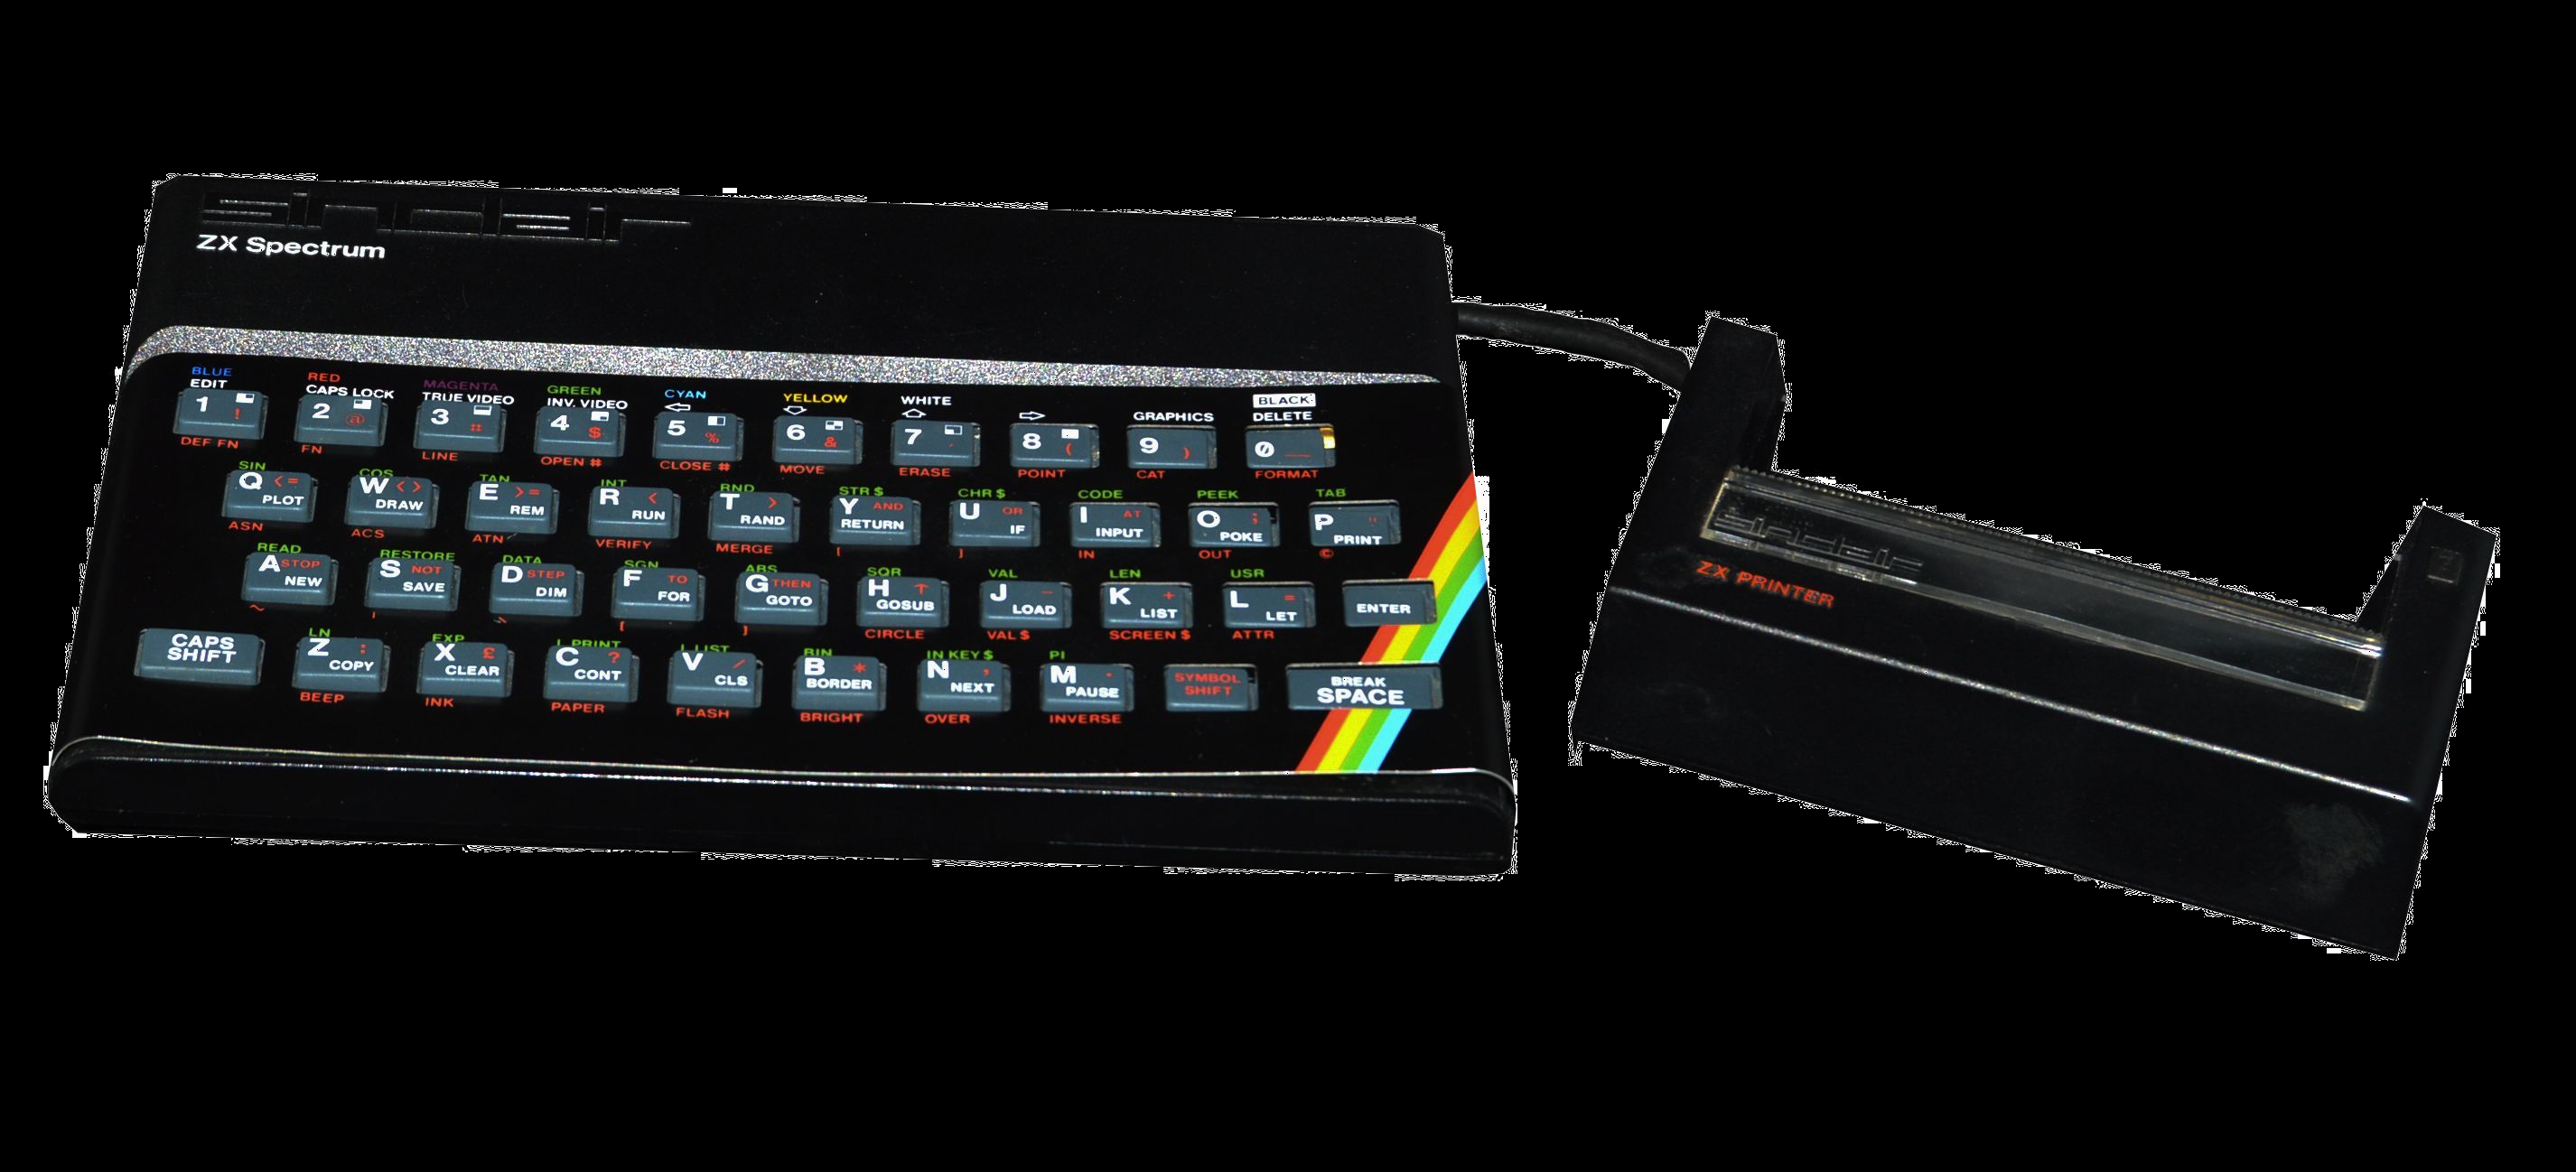 sinclair
ZX Spectrum
BLUE RED MAGENTA GREEN CYAN YELLOW WHITE BLACK
EDIT CAPS LOCK TRUE VIDEO INV. VIDEO ⇦ ⇩ ⇧ ⇨ GRAPHICS DELETE
1 ! 2 @ 3 # 4 $ 5 % 6 & 7 ' 8 ( 9 ) 0 _
DEF FN FN LINE OPEN # CLOSE # MOVE ERASE POINT CAT FORMAT
SIN COS TAN INT RND STR $ CHR $ CODE PEEK TAB
Q <= W <> E >= R < T > Y AND U OR I AT O ; P "
PLOT DRAW REM RUN RAND RETURN IF INPUT POKE PRINT
ASN ACS ATN VERIFY MERGE [ ] IN OUT ©
READ RESTORE DATA SGN ABS SQR VAL LEN USR
A STOP S NOT D STEP F TO G THEN H ↑ J − K + L =
NEW SAVE DIM FOR GOTO GOSUB LOAD LIST LET ENTER
~ | \ { } CIRCLE VAL $ SCREEN $ ATTR
LN EXP L PRINT L LIST BIN IN KEY $ PI
CAPS SHIFT Z : X £ C ? V / B * N , M . SYMBOL SHIFT BREAK SPACE
COPY CLEAR CONT CLS BORDER NEXT PAUSE
BEEP INK PAPER FLASH BRIGHT OVER INVERSE
sinclair
ZX PRINTER